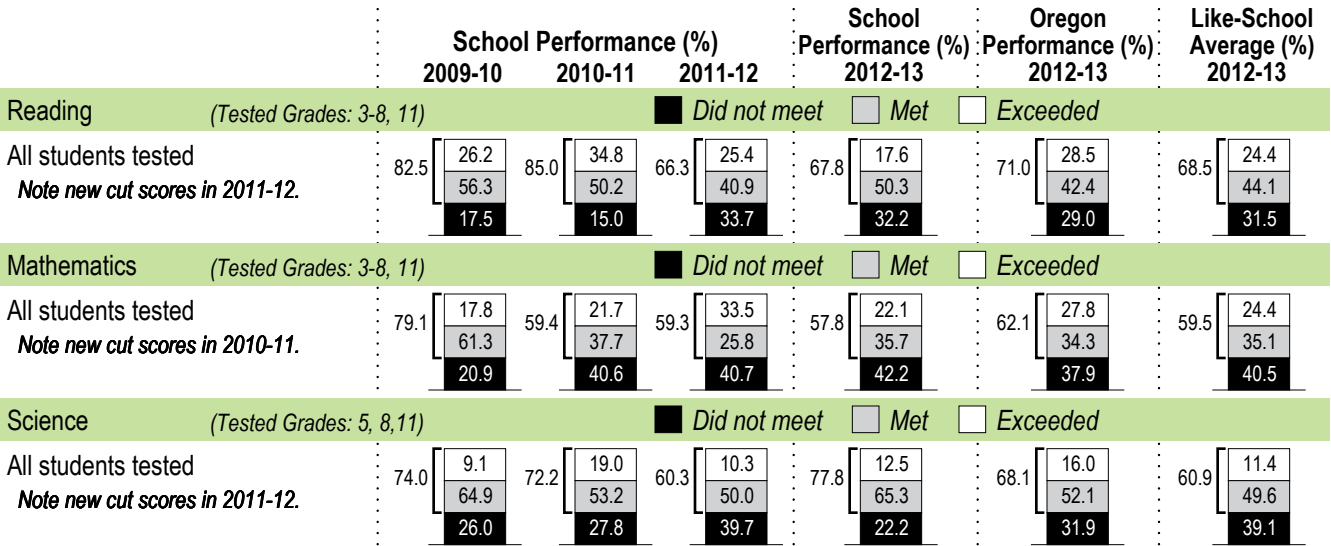 School Performance (%)
2009-10 2010-11 2011-12
School Performance (%) 2012-13
Oregon Performance (%) 2012-13
Like-School Average (%) 2012-13
Reading (Tested Grades: 3-8, 11) Did not meet Met Exceeded
All students tested
Note new cut scores in 2011-12.
82.5 26.2 85.0 34.8 66.3 25.4 67.8 17.6 71.0 28.5 68.5 24.4
56.3 50.2 40.9 50.3 42.4 44.1
17.5 15.0 33.7 32.2 29.0 31.5
Mathematics (Tested Grades: 3-8, 11) Did not meet Met Exceeded
All students tested
Note new cut scores in 2010-11.
79.1 17.8 59.4 21.7 59.3 33.5 57.8 22.1 62.1 27.8 59.5 24.4
61.3 37.7 25.8 35.7 34.3 35.1
20.9 40.6 40.7 42.2 37.9 40.5
Science (Tested Grades: 5, 8,11) Did not meet Met Exceeded
All students tested
Note new cut scores in 2011-12.
74.0 9.1 72.2 19.0 60.3 10.3 77.8 12.5 68.1 16.0 60.9 11.4
64.9 53.2 50.0 65.3 52.1 49.6
26.0 27.8 39.7 22.2 31.9 39.1